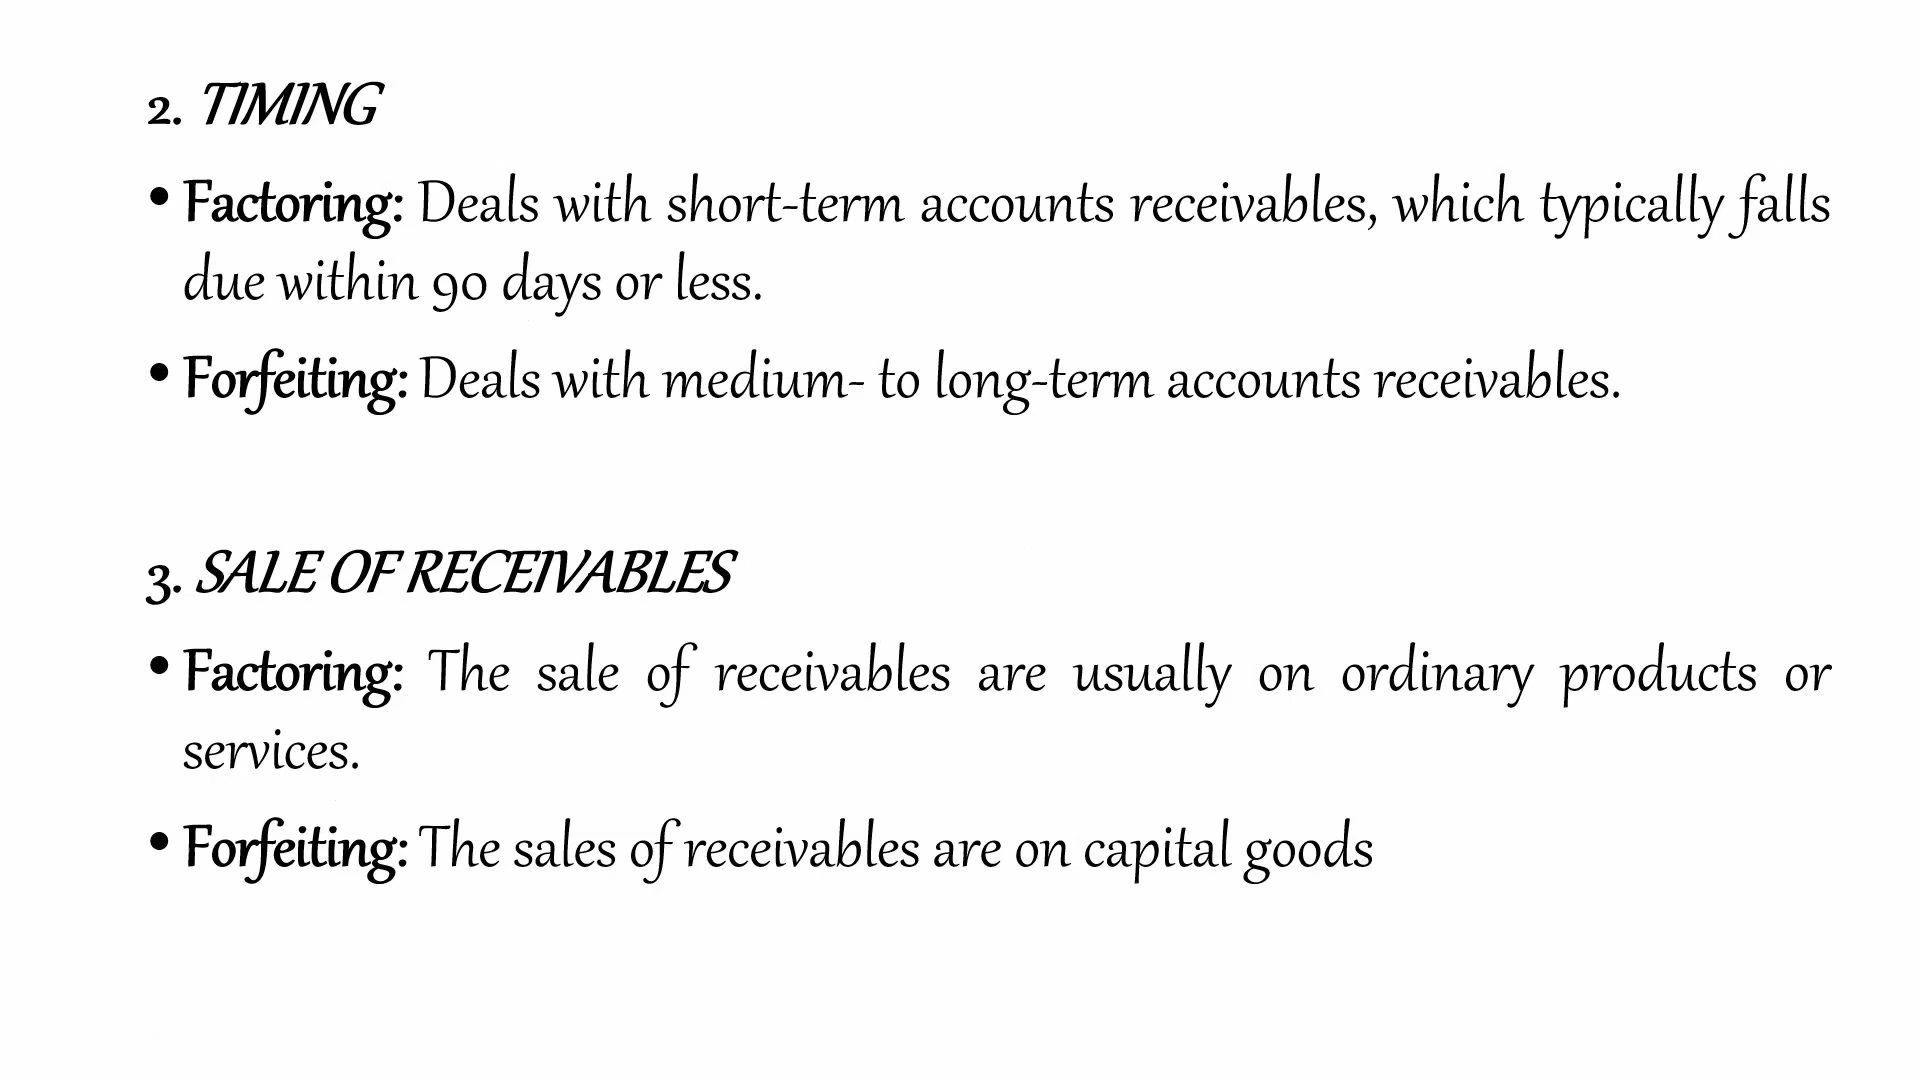 2. TIMING
• Factoring: Deals with short-term accounts receivables, which typically falls
due within 90 days or less.
• Forfeiting: Deals with medium- to long-term accounts receivables.
3. SALE OF RECEIVABLES
• Factoring: The sale of receivables are usually on ordinary products or
services.
• Forfeiting: The sales of receivables are on capital goods